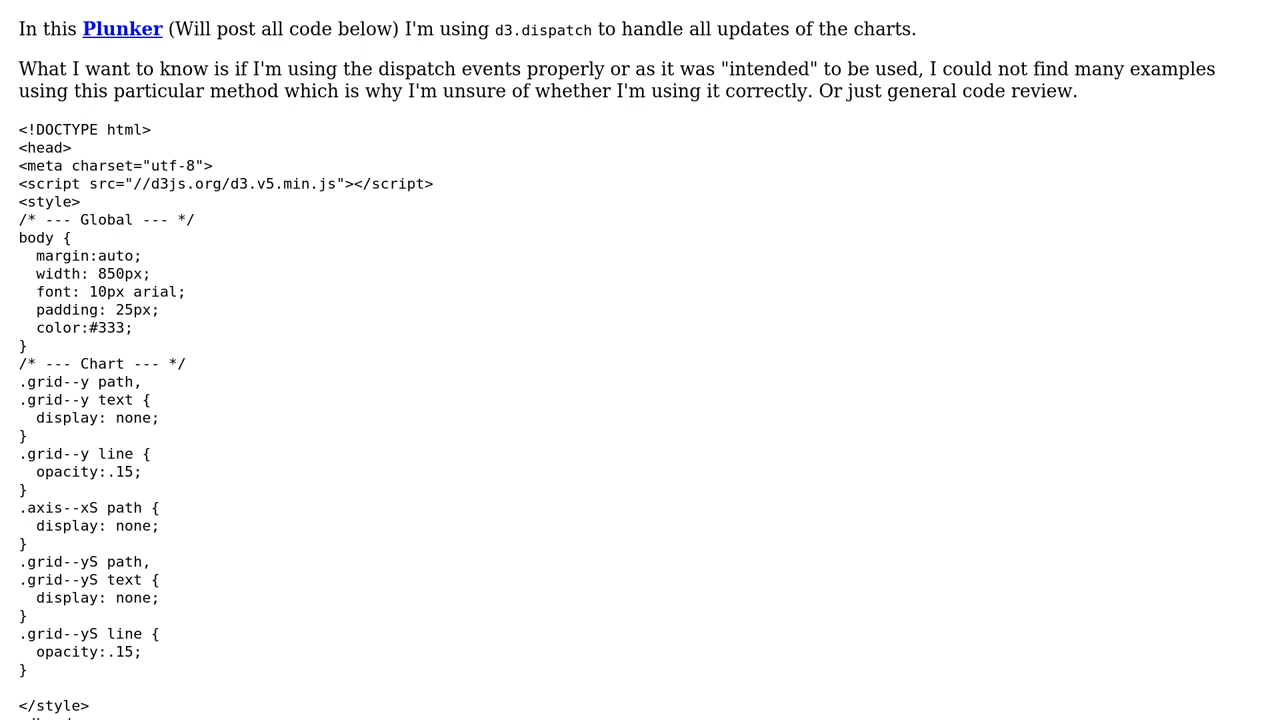 In this Plunker (Will post all code below) I'm using d3.dispatch to handle all updates of the charts.
What I want to know is if I'm using the dispatch events properly or as it was "intended" to be used, I could not find many examples
using this particular method which is why I'm unsure of whether I'm using it correctly. Or just general code review.
<!DOCTYPE html>
<head>
<meta charset="utf-8">
<script src="//d3js.org/d3.v5.min.js"></script>
<style>
/* --- Global --- */
body {
  margin:auto;
  width: 850px;
  font: 10px arial;
  padding: 25px;
  color:#333;
}
/* --- Chart --- */
.grid--y path,
.grid--y text {
  display: none;
}
.grid--y line {
  opacity:.15;
}
.axis--xS path {
  display: none;
}
.grid--yS path,
.grid--yS text {
  display: none;
}
.grid--yS line {
  opacity:.15;
}
</style>